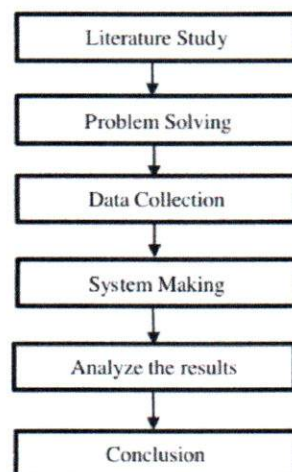 Literature Study
Problem Solving
Data Collection
System Making
Analyze the results
Conclusion